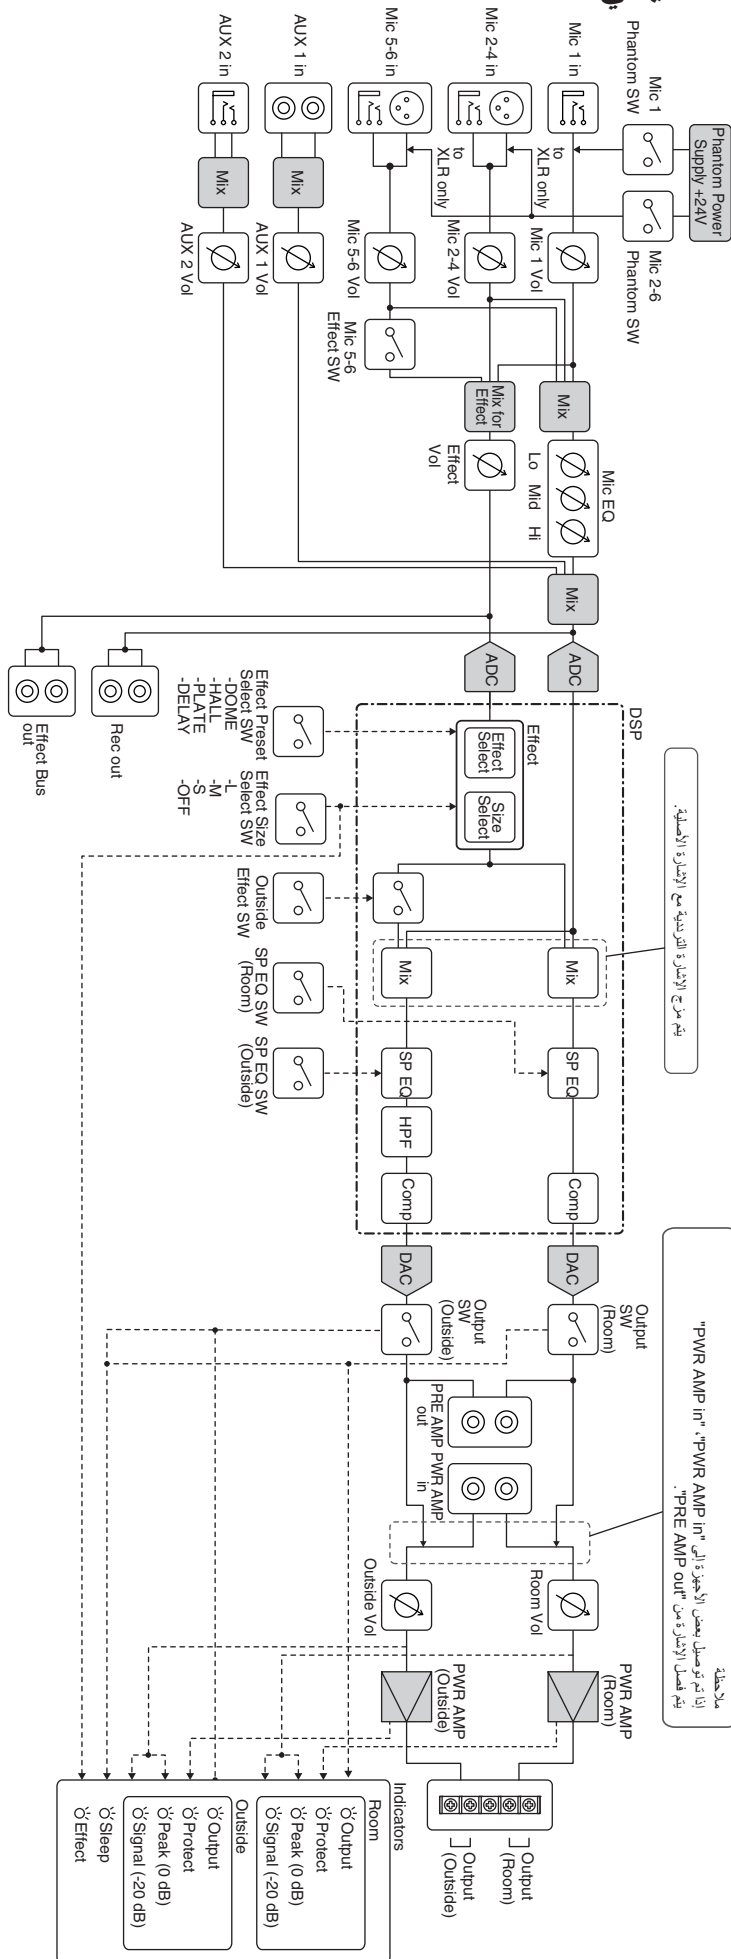 Phantom Power
Supply +24V
Mic 1
Phantom SW
Mic 2-6
Phantom SW
Mic 1 in
Mic 2-4 in
Mic 5-6 in
AUX 1 in
AUX 2 in
to
XLR only
to
XLR only
Mix
Mix
Mic 1 Vol
Mic 2-4 Vol
Mic 5-6 Vol
AUX 1 Vol
AUX 2 Vol
Mic 5-6
Effect SW
Mix
Mix for
Effect
Mic EQ
Lo
Mid
Hi
Effect
Vol
Mix
Rec out
Effect Bus
out
ADC
ADC
DSP
Effect
Effect
Select
Size
Select
Effect Preset
Select SW
-DOME
-HALL
-PLATE
-DELAY
Effect Size
Select SW
-L
-M
-S
-OFF
Outside
Effect SW
SP EQ SW
(Room)
SP EQ SW
(Outside)
يتم مزج الإشارة الترددية مع الإشارة الأصلية.
Mix
Mix
SP EQ
SP EQ
HPF
Comp
Comp
DAC
DAC
Output
SW
(Room)
Output
SW
(Outside)
ملاحظة
إذا تم توصيل بعض الأجهزة إلى "PWR AMP in"، "PWR AMP in"
يتم فصل الإشارة من "PRE AMP out".
PRE AMP
out
PWR AMP
in
Room Vol
Outside Vol
PWR AMP
(Room)
PWR AMP
(Outside)
Output
(Room)
Output
(Outside)
Indicators
Room
Output
Protect
Peak (0 dB)
Signal (-20 dB)
Outside
Output
Protect
Peak (0 dB)
Signal (-20 dB)
Sleep
Effect